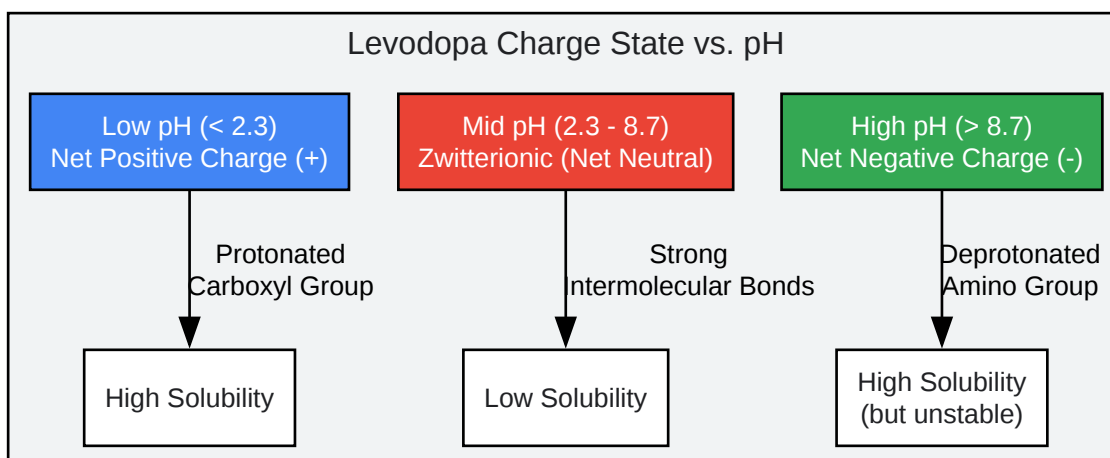 Levodopa Charge State vs. pH
Low pH (< 2.3)
Net Positive Charge (+)
Mid pH (2.3 - 8.7)
Zwitterionic (Net Neutral)
High pH (> 8.7)
Net Negative Charge (-)
Protonated
Carboxyl Group
Strong
Intermolecular Bonds
Deprotonated
Amino Group
High Solubility
Low Solubility
High Solubility
(but unstable)